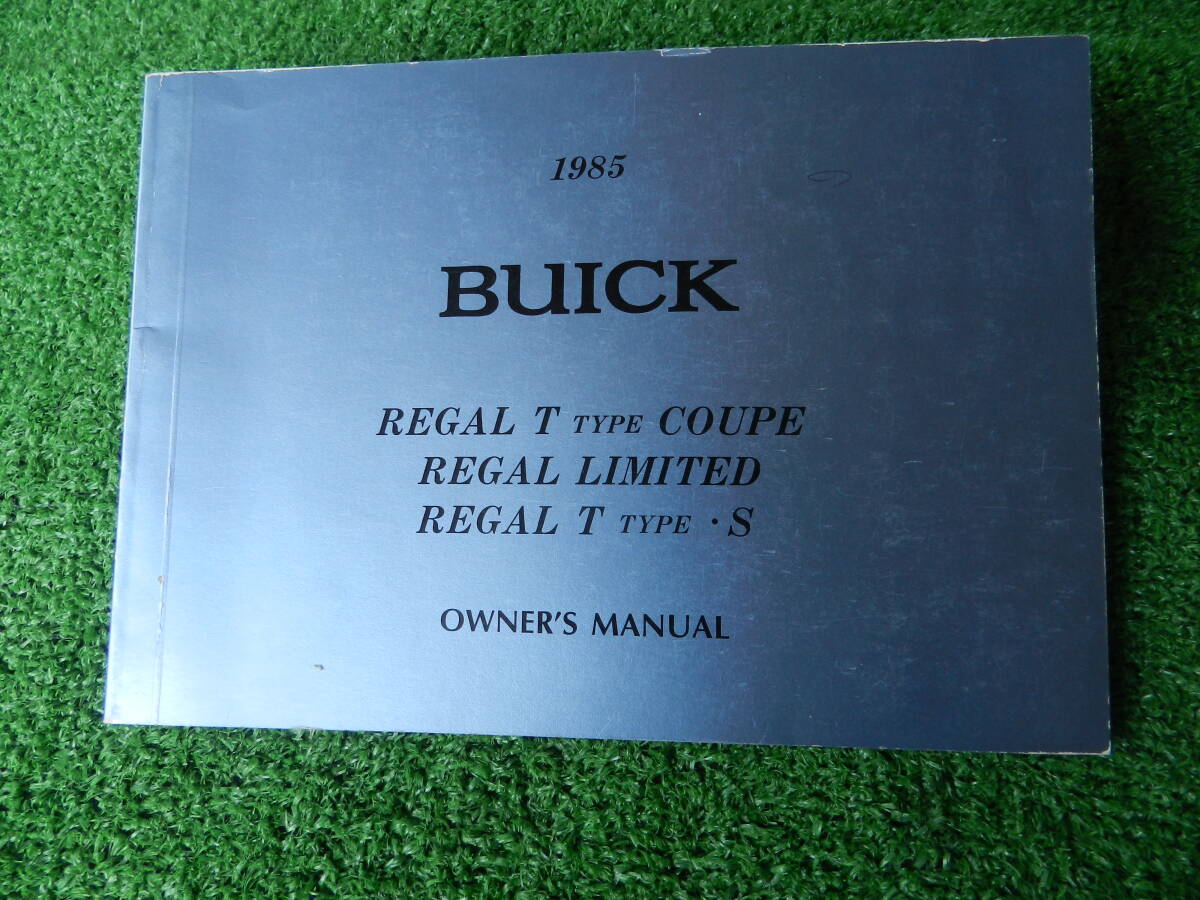 1985
BUICK
REGAL T TYPE COUPE
REGAL LIMITED
REGAL T TYPE · S
OWNER'S MANUAL